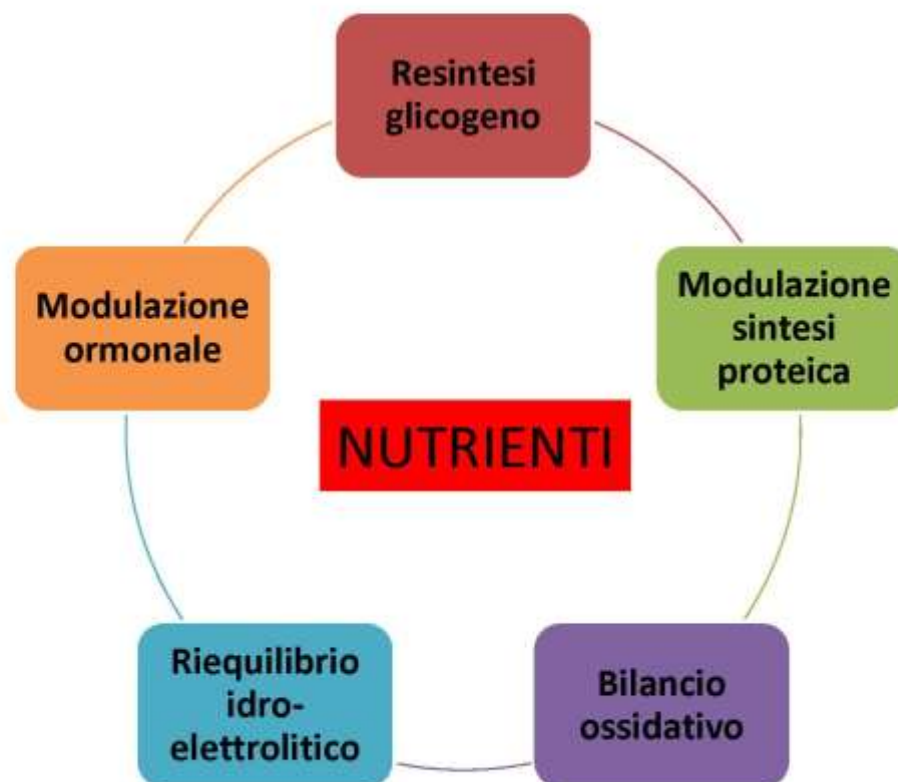 Resintesi
glicogeno
Modulazione
ormonale
Modulazione
sintesi
proteica
NUTRIENTI
Riequilibrio
idro-
elettrolitico
Bilancio
ossidativo